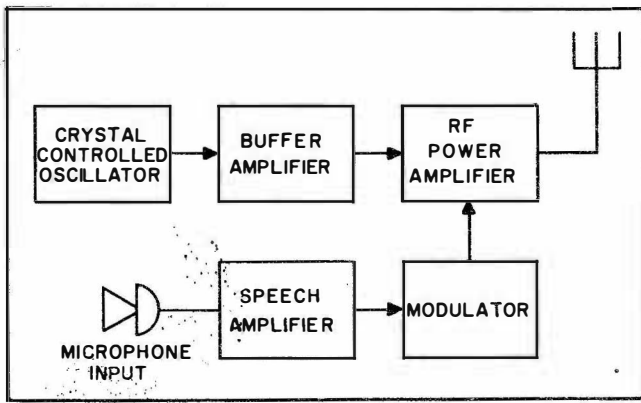 CRYSTAL
CONTROLLED
OSCILLATOR
BUFFER
AMPLIFIER
RF
POWER
AMPLIFIER
SPEECH
AMPLIFIER
MODULATOR
MICROPHONE
INPUT